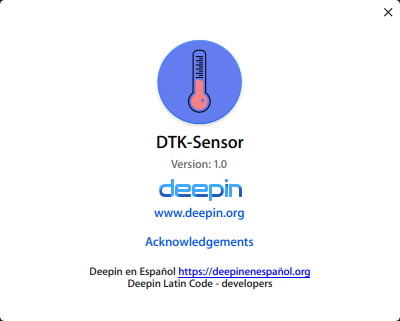 DTK-Sensor
Version: 1.0
deepin
www.deepin.org
Acknowledgements
Deepin en Español https://deepinenespañol.org
Deepin Latin Code - developers